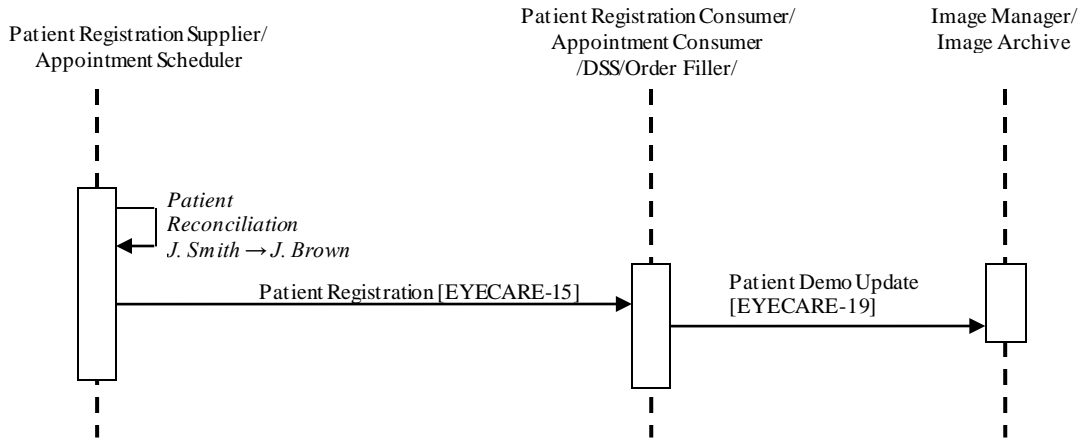 Patient Registration Supplier/
Appointment Scheduler
Patient Registration Consumer/
Appointment Consumer
/DSS/Order Filler/
Image Manager/
Image Archive
Patient
Reconciliation
J. Smith → J. Brown
Patient Registration [EYECARE-15]
Patient Demo Update
[EYECARE-19]